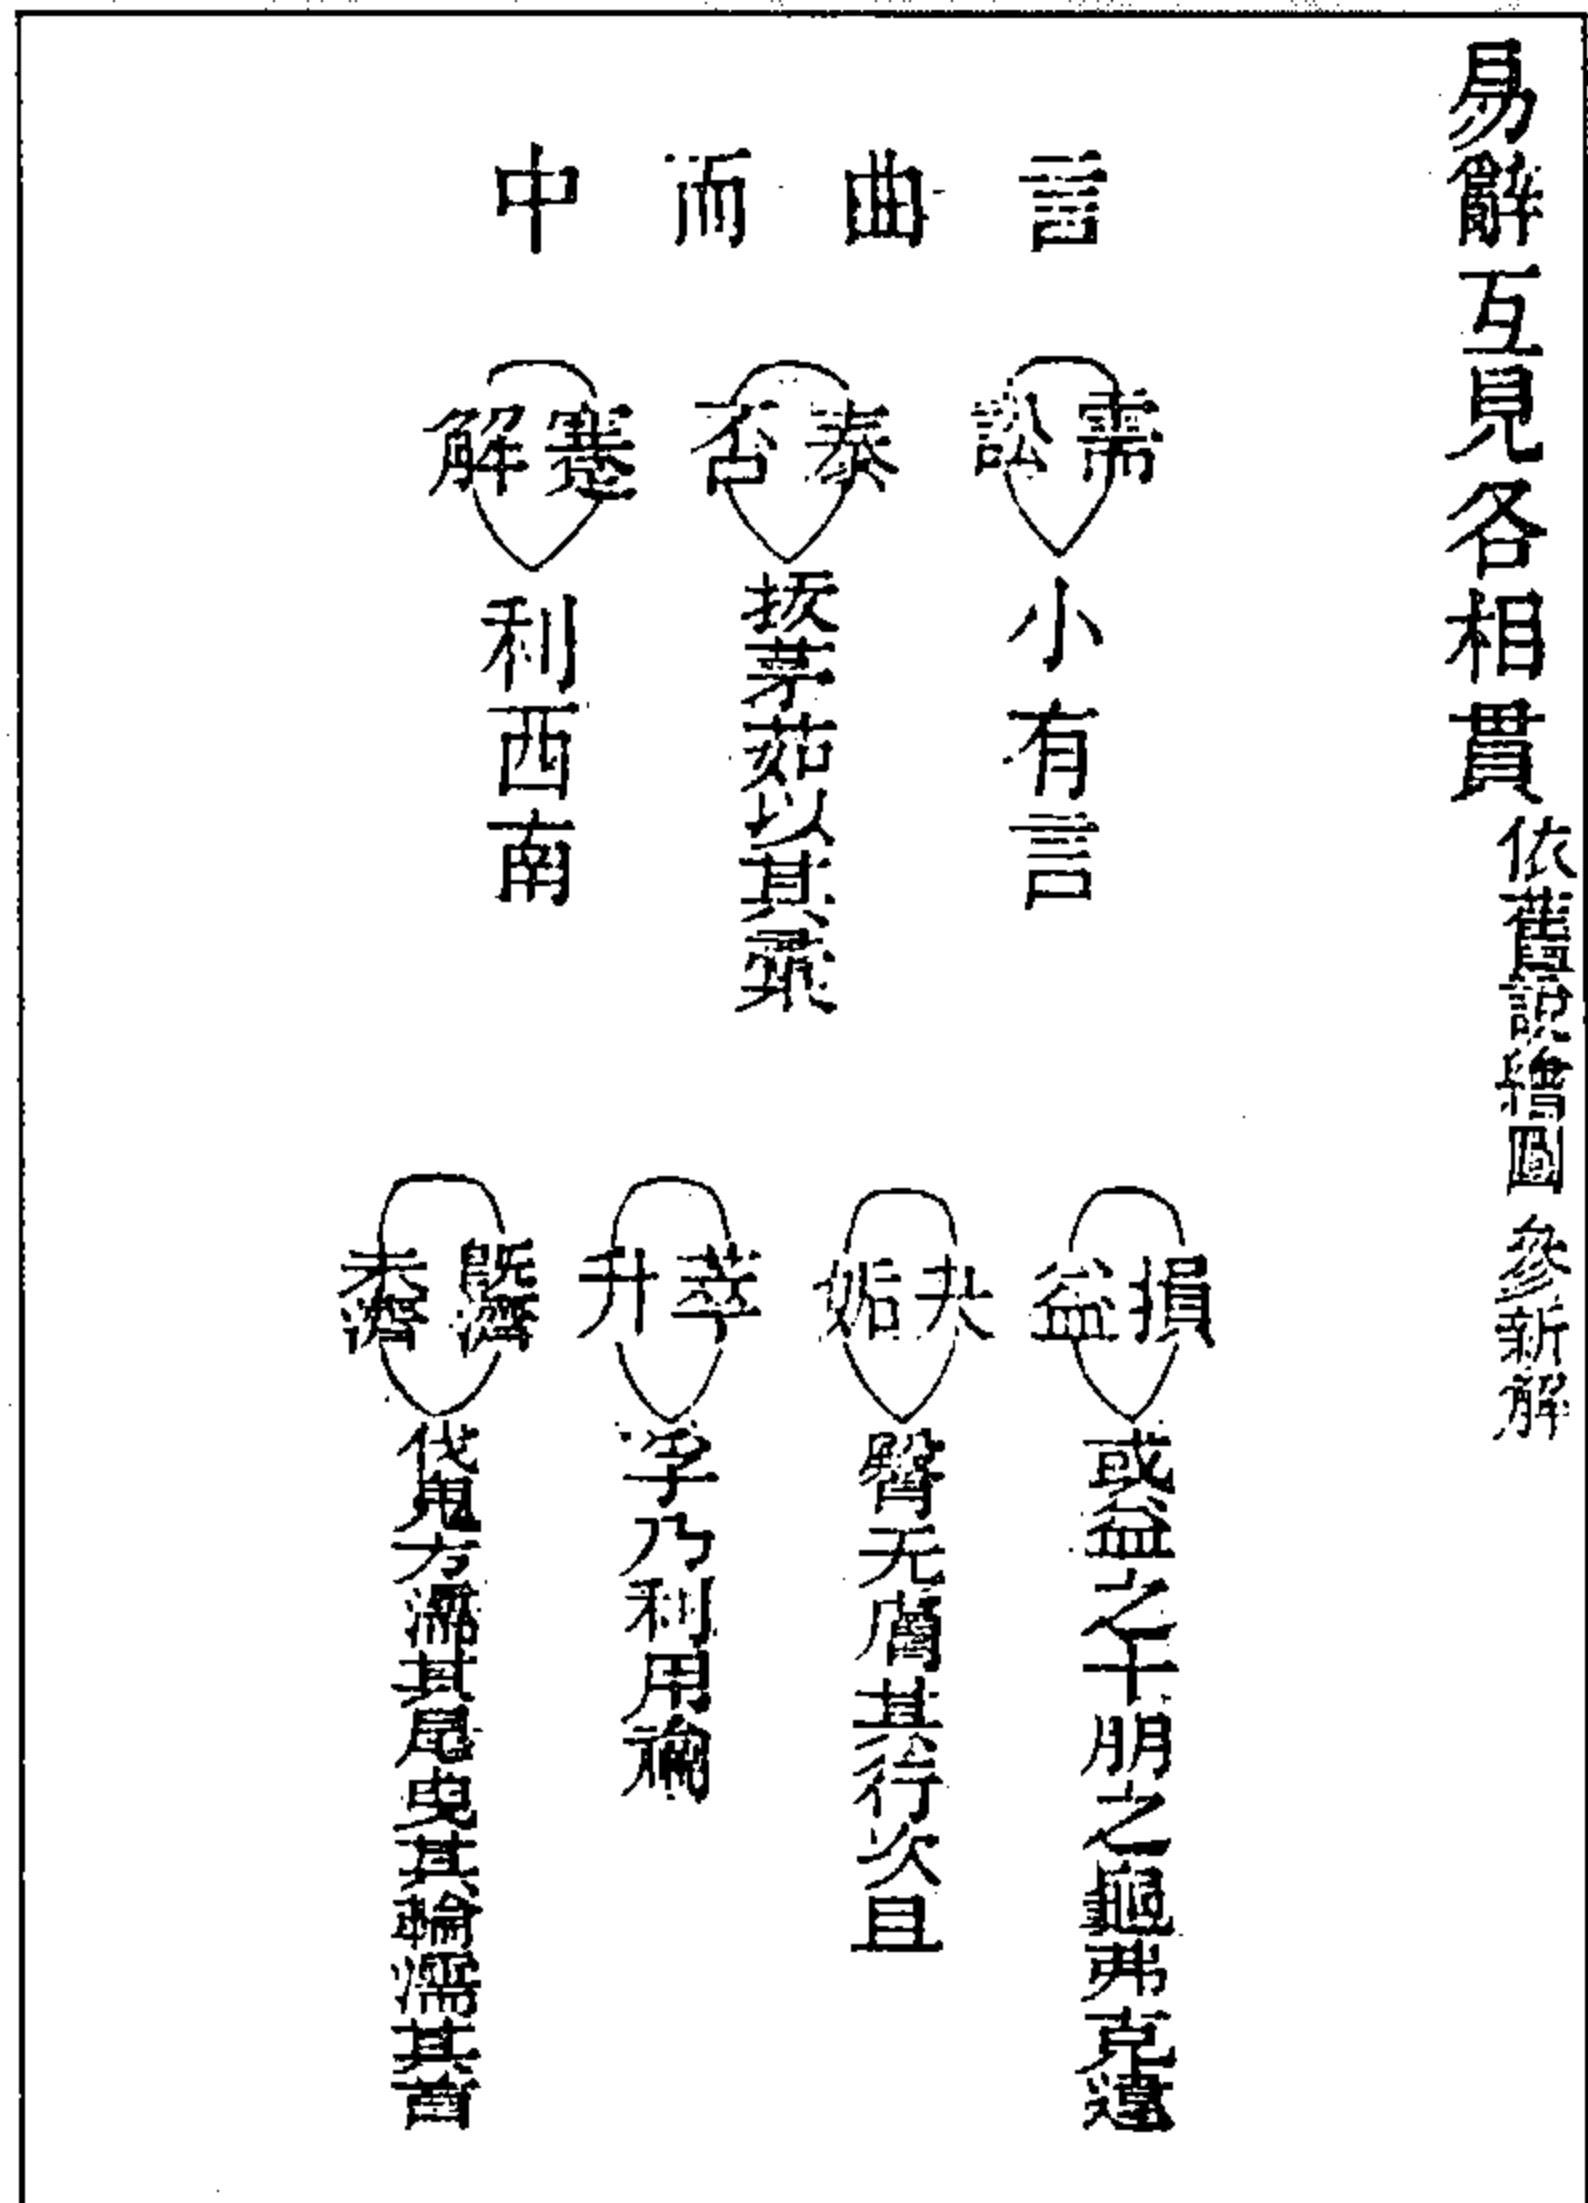 易辭互見各相貫
依舊說增圖 參新解
言曲而中
需 訟
小有言
泰 否
拔茅茹以其彙
蹇 解
利西南
損 益
或益之十朋之龜弗克違
夬 姤
臀无膚其行次且
萃 升
孚乃利用禴
既濟 未濟
伐鬼方濡其尾曳其輪濡其首